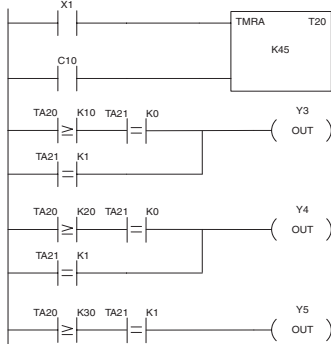 X1
TMRA T20
K45
C10
TA20 K10 TA21 K0 Y3
≥ = OUT
TA21 K1
=
TA20 K20 TA21 K0 Y4
≥ = OUT
TA21 K1
=
TA20 K30 TA21 K1 Y5
≥ = OUT